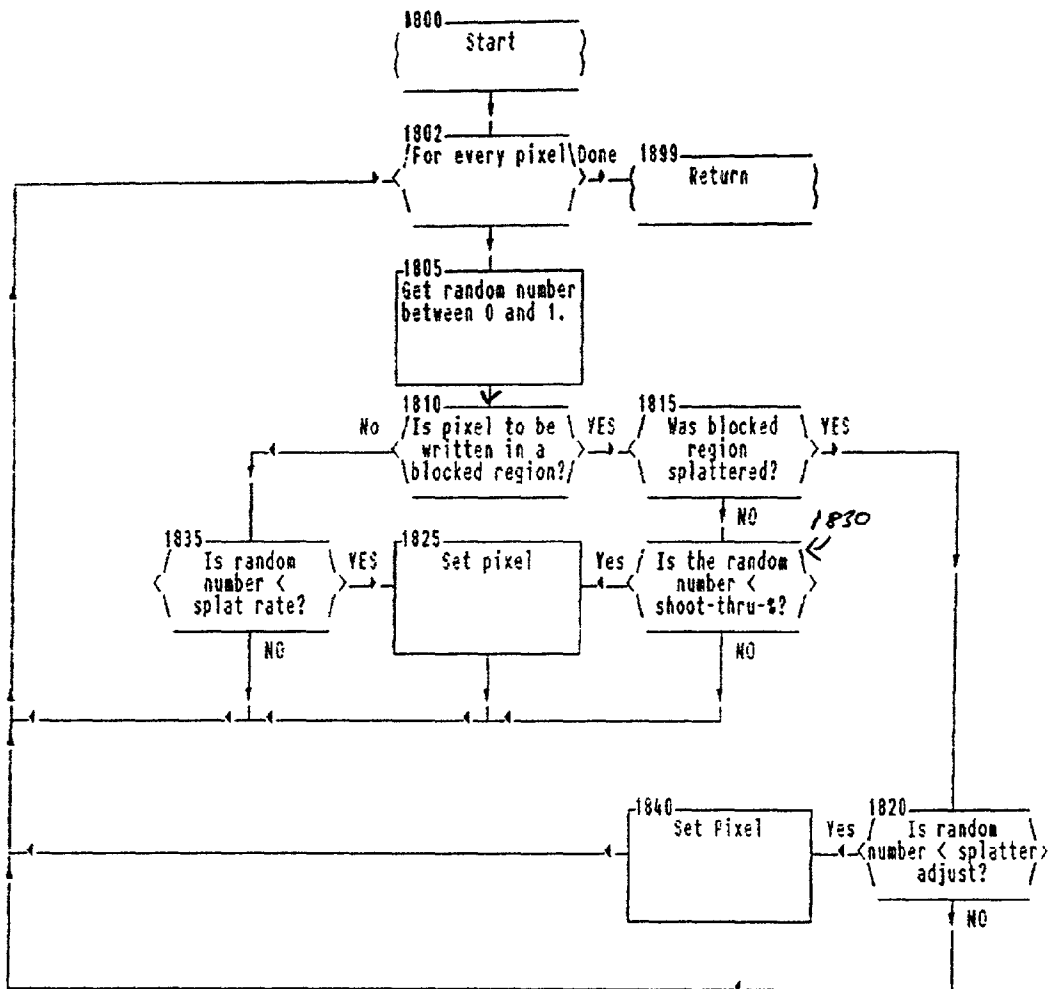 1800
Start
1802
For every pixel
Done
1899
Return
1805
Get random number
between 0 and 1.
1810
Is pixel to be
written in a
blocked region?
No
YES
1815
Was blocked
region
splattered?
YES
NO
1830
1835
Is random
number <
splat rate?
YES
NO
1825
Set pixel
Yes
Is the random
number <
shoot-thru-%?
NO
1840
Set Pixel
Yes
1820
Is random
number < splatter
adjust?
NO